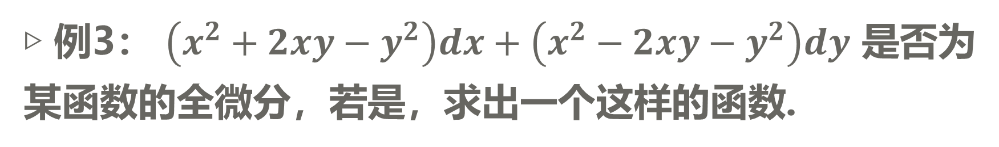 ▷ 例3： (x² + 2xy − y²)dx + (x² − 2xy − y²)dy 是否为
某函数的全微分，若是，求出一个这样的函数.